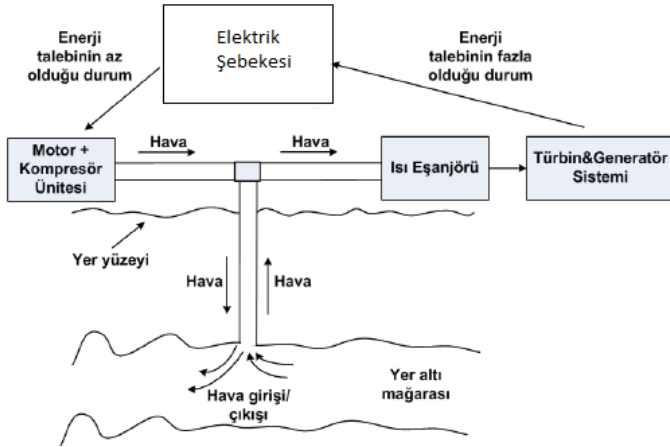 Enerji
talebinin az
olduğu durum
Elektrik
Şebekesi
Enerji
talebinin fazla
olduğu durum
Motor +
Kompresör
Ünitesi
Hava
Hava
Isı Eşanjörü
Türbin&Generatör
Sistemi
Yer yüzeyi
Hava
Hava
Hava girişi/
çıkışı
Yer altı
mağarası